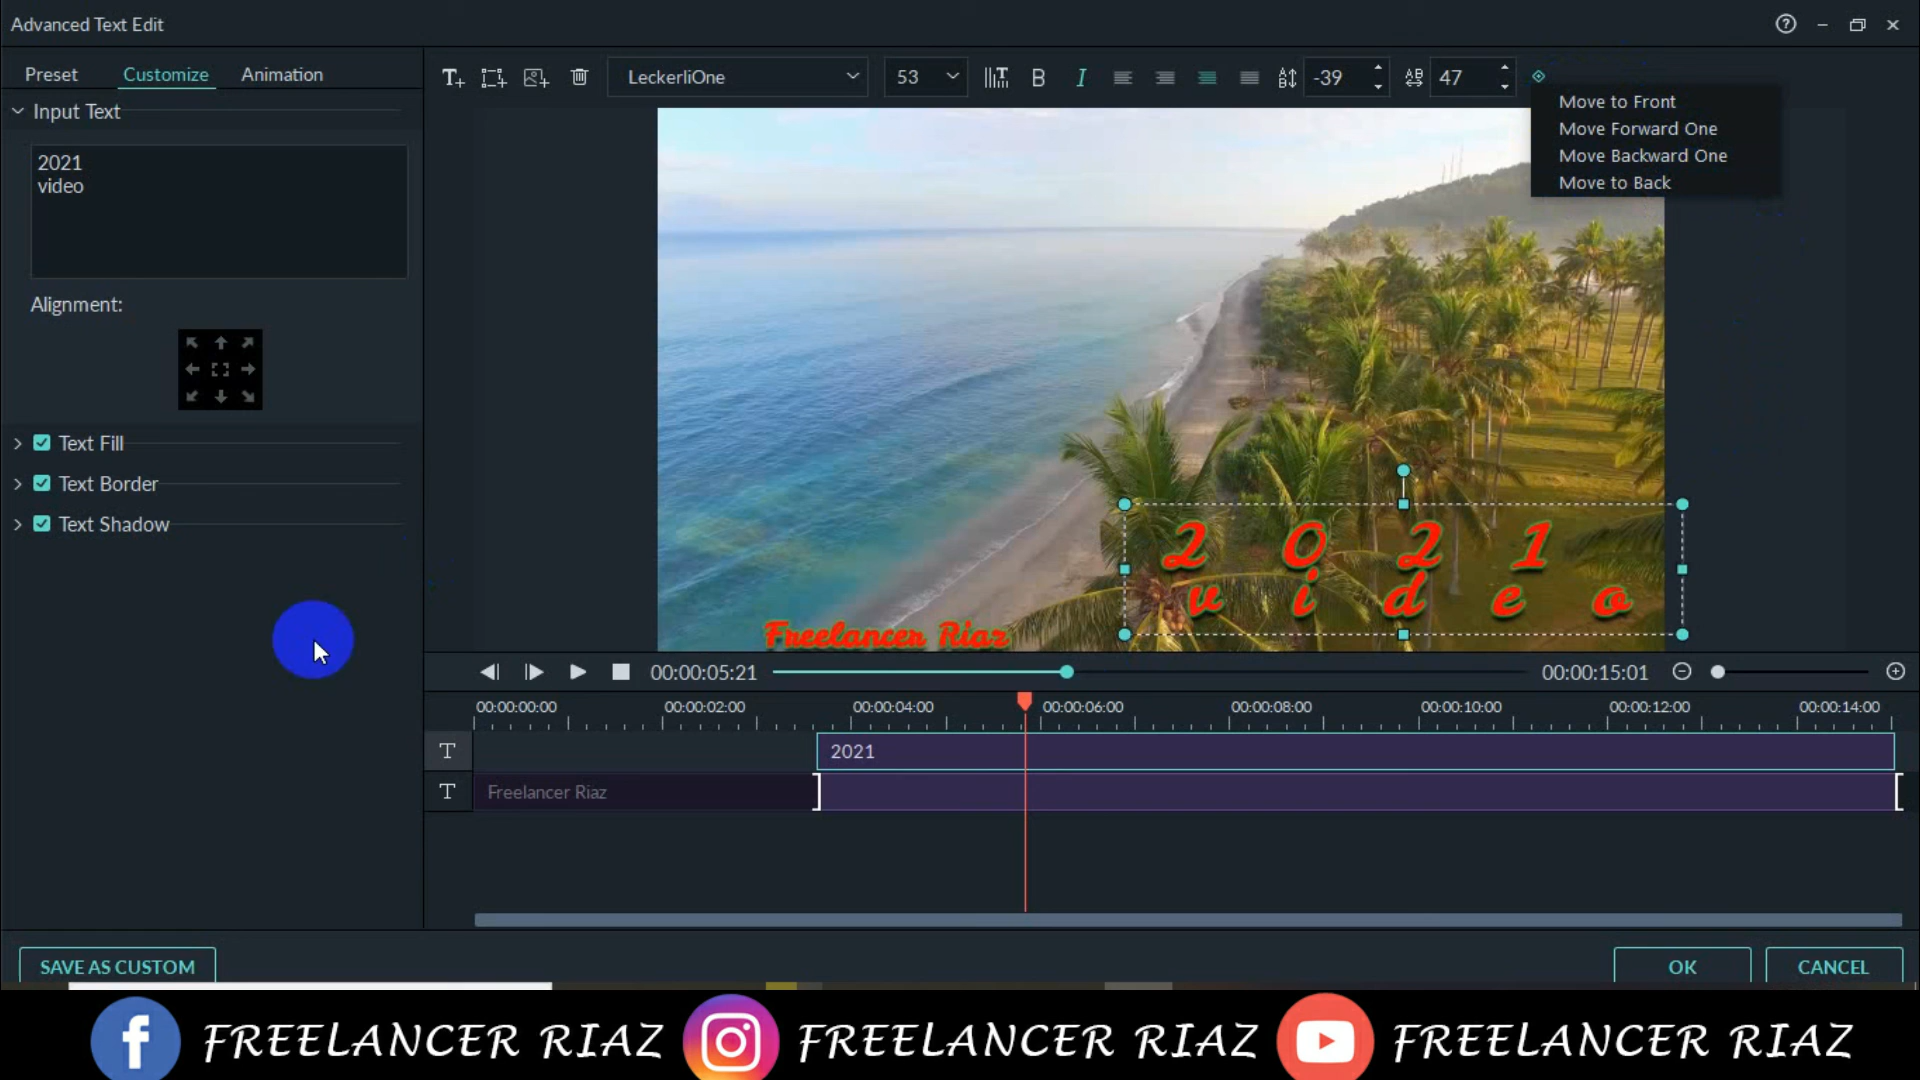 Advanced Text Edit
Preset Customize Animation
LeckerliOne 53 B I -39 47
Input Text
2021
video
Alignment:
Text Fill
Text Border
Text Shadow
Move to Front
Move Forward One
Move Backward One
Move to Back
2 0 2 1
v i d e o
Freelancer Riaz
00:00:05:21 00:00:15:01
00:00:00:00 00:00:02:00 00:00:04:00 00:00:06:00 00:00:08:00 00:00:10:00 00:00:12:00 00:00:14:00
T 2021
T Freelancer Riaz
SAVE AS CUSTOM OK CANCEL
FREELANCER RIAZ FREELANCER RIAZ FREELANCER RIAZ